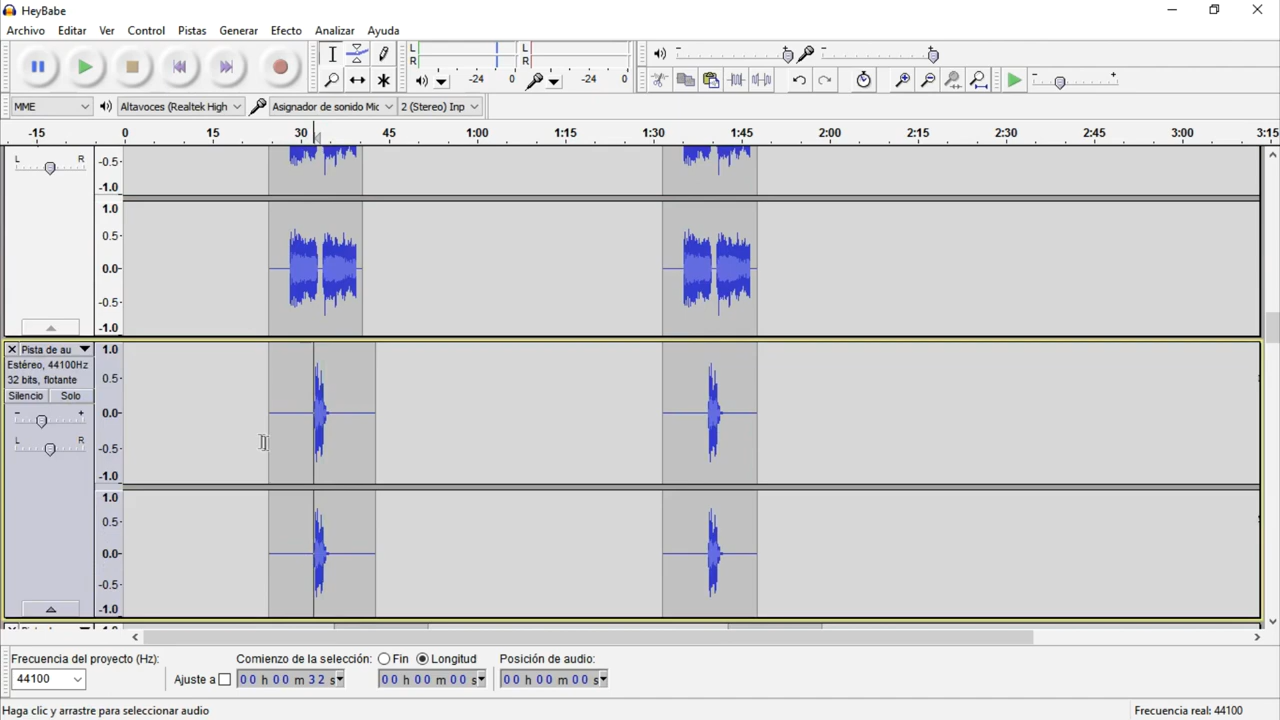 HeyBabe
Archivo Editar Ver Control Pistas Generar Efecto Analizar Ayuda
L R -24 0 L R -24 0
MME Altavoces (Realtek High Asignador de sonido Mic 2 (Stereo) Inp
-15 0 15 30 45 1:00 1:15 1:30 1:45 2:00 2:15 2:30 2:45 3:00 3:15
L R
-0.5
-1.0
1.0
0.5
0.0
-0.5
-1.0
Pista de au
Estéreo, 44100Hz
32 bits, flotante
Silencio Solo
- +
L R
1.0
0.5
0.0
-0.5
-1.0
1.0
0.5
0.0
-0.5
-1.0
Frecuencia del proyecto (Hz): Comienzo de la selección: Fin Longitud Posición de audio:
44100 Ajuste a 00 h 00 m 32 s 00 h 00 m 00 s 00 h 00 m 00 s
Haga clic y arrastre para seleccionar audio Frecuencia real: 44100